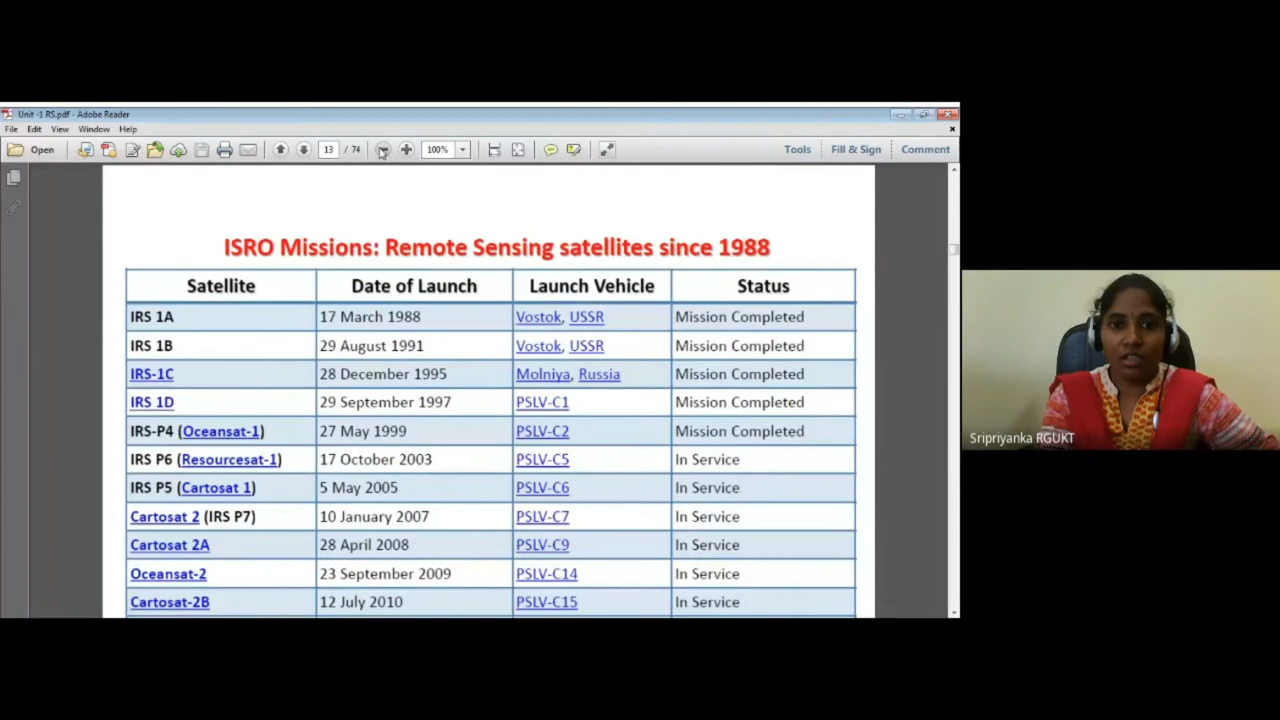 Unit -1 RS.pdf - Adobe Reader
File Edit View Window Help
Open 13 / 74 100% Tools Fill & Sign Comment
ISRO Missions: Remote Sensing satellites since 1988
Satellite Date of Launch Launch Vehicle Status
IRS 1A 17 March 1988 Vostok, USSR Mission Completed
IRS 1B 29 August 1991 Vostok, USSR Mission Completed
IRS-1C 28 December 1995 Molniya, Russia Mission Completed
IRS 1D 29 September 1997 PSLV-C1 Mission Completed
IRS-P4 (Oceansat-1) 27 May 1999 PSLV-C2 Mission Completed
IRS P6 (Resourcesat-1) 17 October 2003 PSLV-C5 In Service
IRS P5 (Cartosat 1) 5 May 2005 PSLV-C6 In Service
Cartosat 2 (IRS P7) 10 January 2007 PSLV-C7 In Service
Cartosat 2A 28 April 2008 PSLV-C9 In Service
Oceansat-2 23 September 2009 PSLV-C14 In Service
Cartosat-2B 12 July 2010 PSLV-C15 In Service
Sripriyanka RGUKT